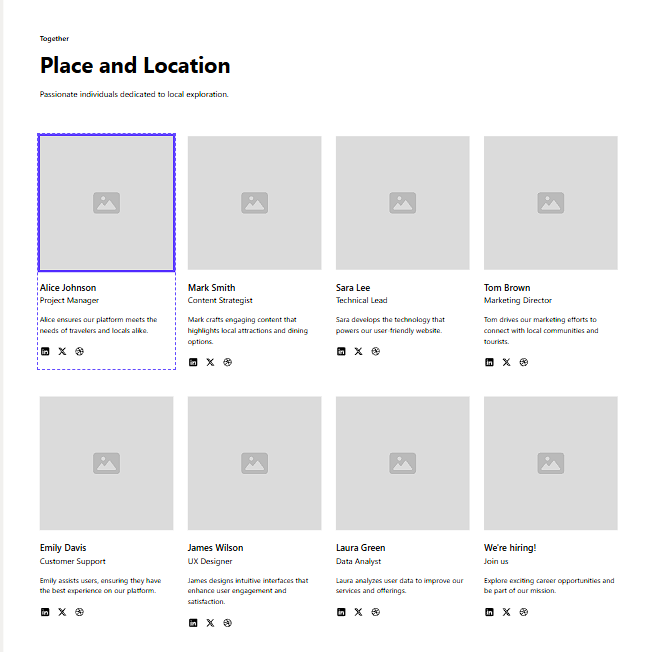 Together
Place and Location
Passionate individuals dedicated to local exploration.
Alice Johnson
Project Manager
Alice ensures our platform meets the
needs of travelers and locals alike.
Mark Smith
Content Strategist
Mark crafts engaging content that
highlights local attractions and dining
options.
Sara Lee
Technical Lead
Sara develops the technology that
powers our user-friendly website.
Tom Brown
Marketing Director
Tom drives our marketing efforts to
connect with local communities and
tourists.
Emily Davis
Customer Support
Emily assists users, ensuring they have
the best experience on our platform.
James Wilson
UX Designer
James designs intuitive interfaces that
enhance user engagement and
satisfaction.
Laura Green
Data Analyst
Laura analyzes user data to improve our
services and offerings.
We're hiring!
Join us
Explore exciting career opportunities and
be part of our mission.